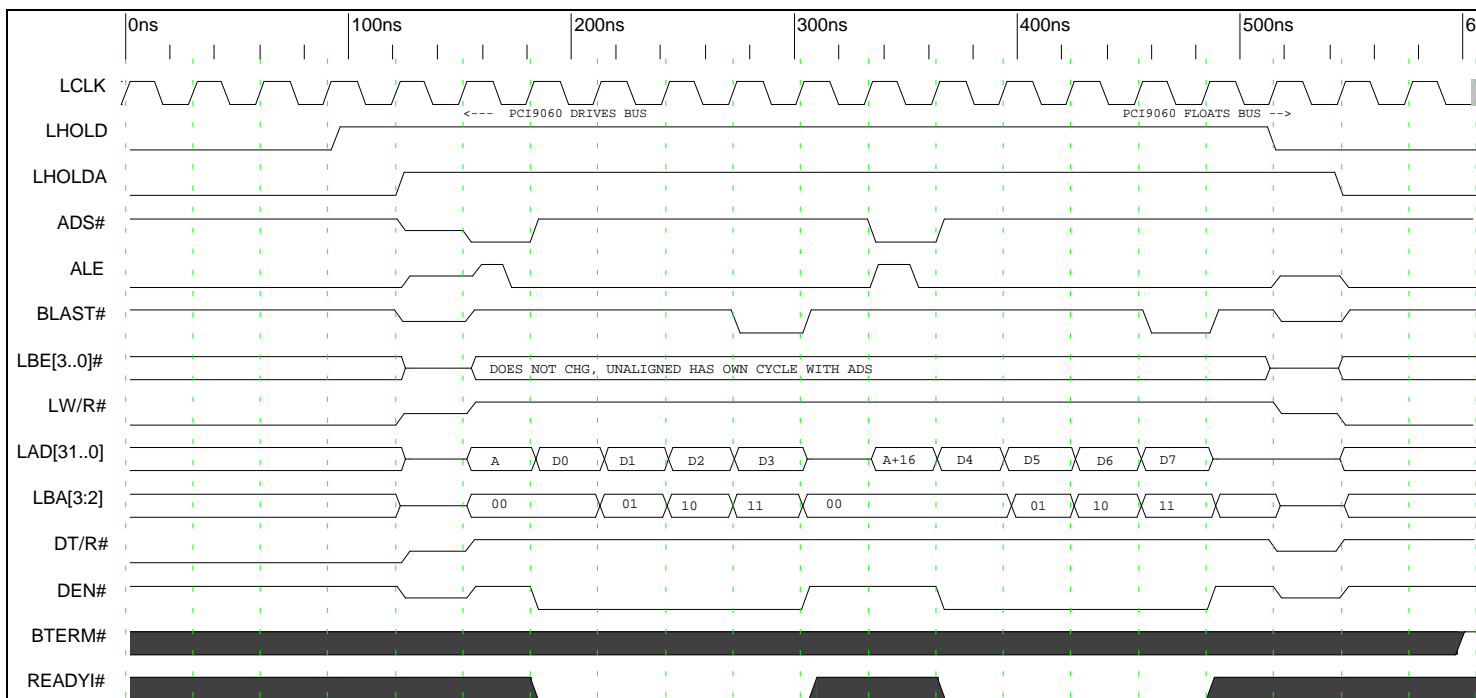 0ns 100ns 200ns 300ns 400ns 500ns 6
LCLK
<--- PCI9060 DRIVES BUS PCI9060 FLOATS BUS -->
LHOLD
LHOLDA
ADS#
ALE
BLAST#
LBE[3..0]# DOES NOT CHG, UNALIGNED HAS OWN CYCLE WITH ADS
LW/R#
LAD[31..0] A D0 D1 D2 D3 A+16 D4 D5 D6 D7
LBA[3:2] 00 01 10 11 00 01 10 11
DT/R#
DEN#
BTERM#
READYI#